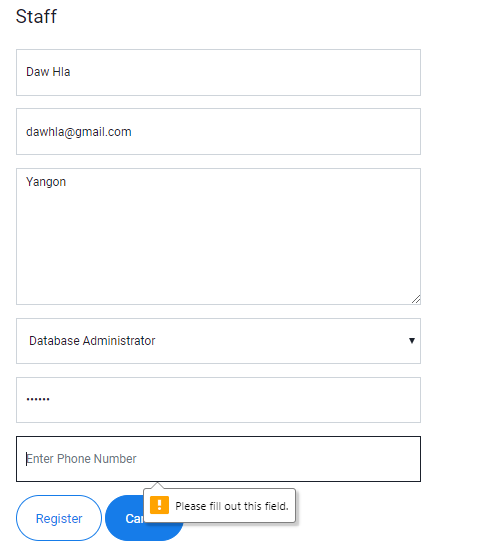 Staff
Daw Hla
dawhla@gmail.com
Yangon
Database Administrator
••••••
Enter Phone Number
Please fill out this field.
Register